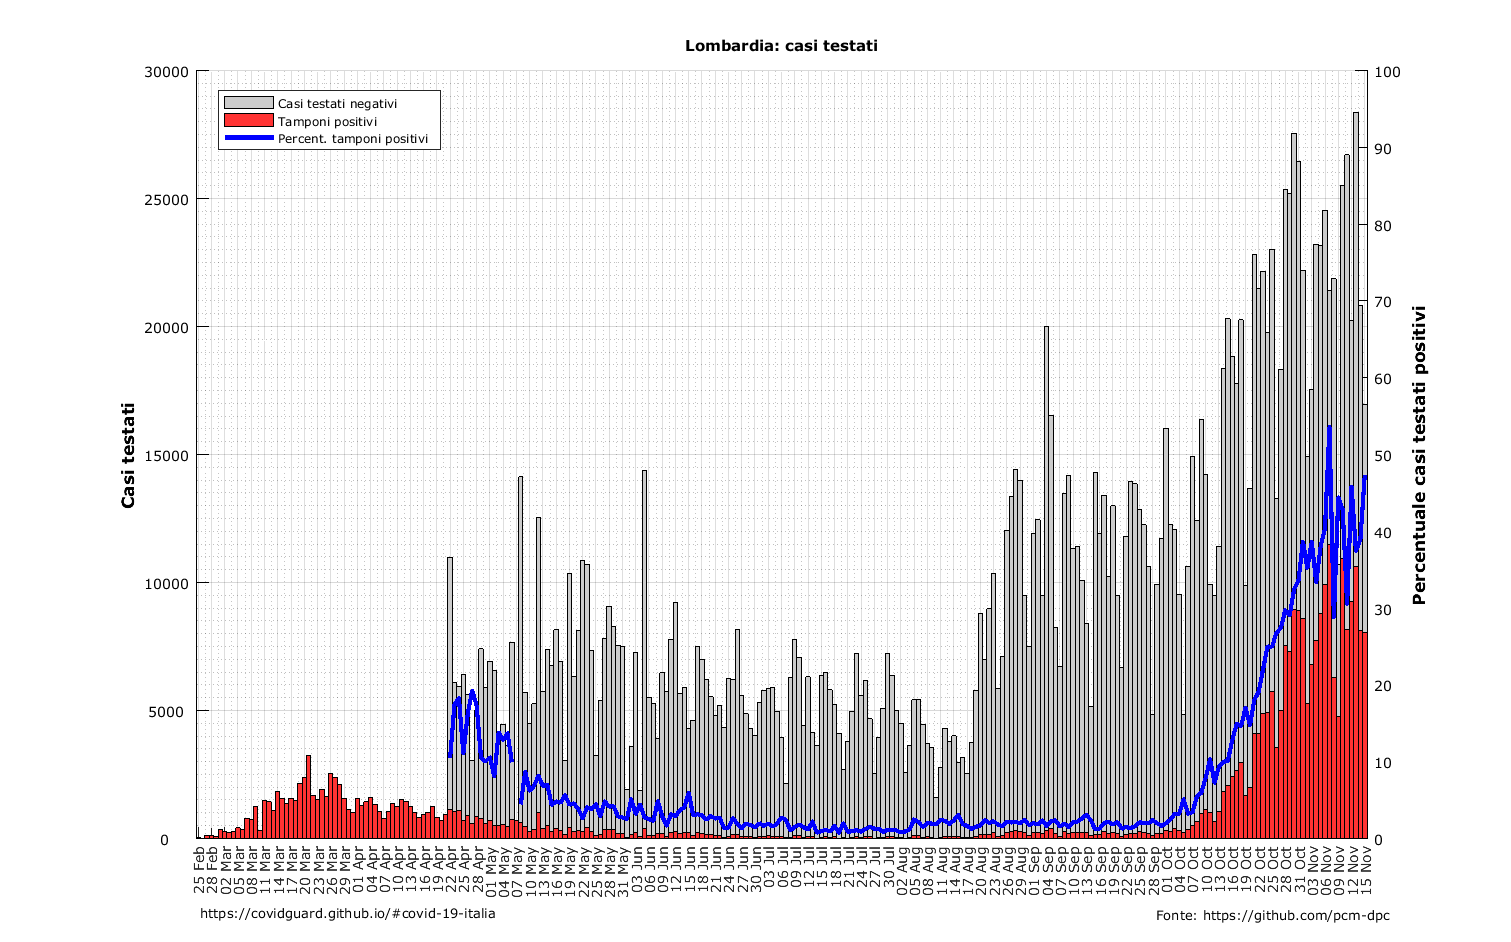 Lombardia: casi testati
30000
25000
20000
15000
10000
5000
0
Casi testati
Casi testati negativi
Tamponi positivi
Percent. tamponi positivi
100
90
80
70
60
50
40
30
20
10
0
Percentuale casi testati positivi
25 Feb
28 Feb
02 Mar
05 Mar
08 Mar
11 Mar
14 Mar
17 Mar
20 Mar
23 Mar
26 Mar
29 Mar
01 Apr
04 Apr
07 Apr
10 Apr
13 Apr
16 Apr
19 Apr
22 Apr
25 Apr
28 Apr
01 May
04 May
07 May
10 May
13 May
16 May
19 May
22 May
25 May
28 May
31 May
03 Jun
06 Jun
09 Jun
12 Jun
15 Jun
18 Jun
21 Jun
24 Jun
27 Jun
30 Jun
03 Jul
06 Jul
09 Jul
12 Jul
15 Jul
18 Jul
21 Jul
24 Jul
27 Jul
30 Jul
02 Aug
05 Aug
08 Aug
11 Aug
14 Aug
17 Aug
20 Aug
23 Aug
26 Aug
29 Aug
01 Sep
04 Sep
07 Sep
10 Sep
13 Sep
16 Sep
19 Sep
22 Sep
25 Sep
28 Sep
01 Oct
04 Oct
07 Oct
10 Oct
13 Oct
16 Oct
19 Oct
22 Oct
25 Oct
28 Oct
31 Oct
03 Nov
06 Nov
09 Nov
12 Nov
15 Nov
https://covidguard.github.io/#covid-19-italia
Fonte: https://github.com/pcm-dpc